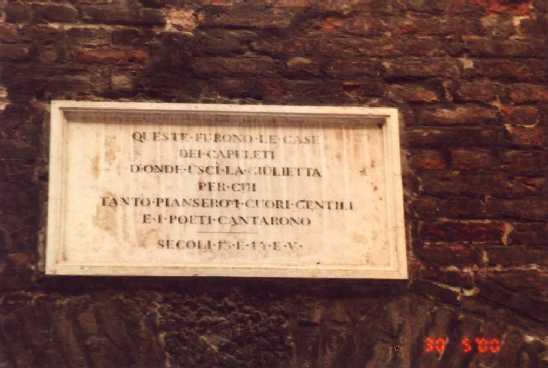 QUESTE·FURONO·LE·CASE
DEI·CAPULETI
D'ONDE·USCÌ·LA·GIULIETTA
PER·CUI
TANTO·PIANSERO·I·CUORI·GENTILI
E·I·POETI·CANTARONO
SECOLI E V·
30 5'00